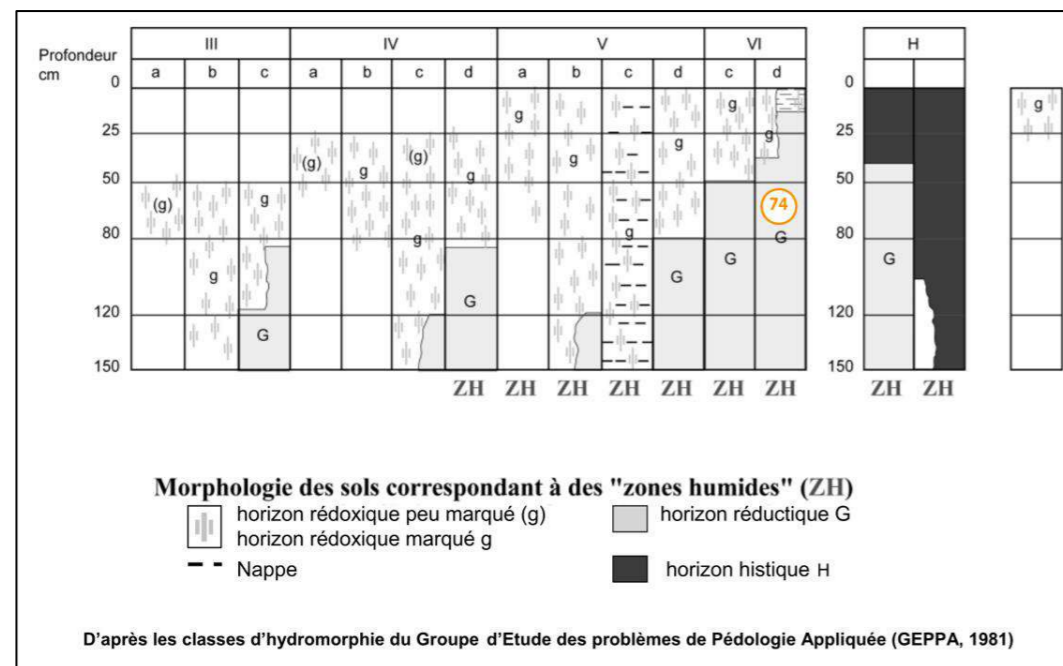 III IV V VI H
Profondeur
cm
a b c a b c d a b c d c d
0 0
25 25
50 50
80 80
120 120
150 150
(g) g g g G
(g) g (g) g g G
g g g g G
g G g G
74
G
g
ZH ZH ZH ZH ZH ZH ZH ZH ZH
Morphologie des sols correspondant à des "zones humides" (ZH)
horizon rédoxique peu marqué (g)
horizon rédoxique marqué g
horizon réductique G
Nappe
horizon histique H
D'après les classes d'hydromorphie du Groupe d'Etude des problèmes de Pédologie Appliquée (GEPPA, 1981)